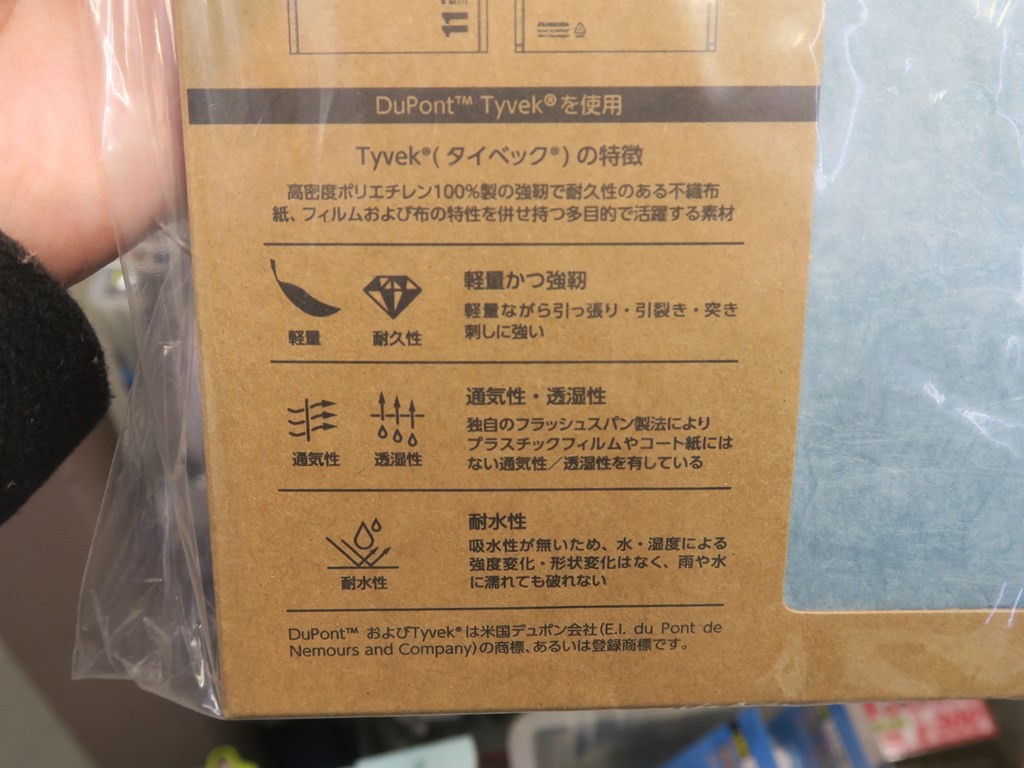 DuPont™ Tyvek®を使用
Tyvek®(タイベック®)の特徴
高密度ポリエチレン100%製の強靭で耐久性のある不織布
紙、フィルムおよび布の特性を併せ持つ多目的で活躍する素材
軽量かつ強靭
軽量ながら引っ張り・引裂き・突き
刺しに強い
軽量
耐久性
通気性・透湿性
独自のフラッシュスパン製法により
プラスチックフィルムやコート紙には
ない通気性／透湿性を有している
通気性
透湿性
耐水性
吸水性が無いため、水・湿度による
強度変化・形状変化はなく、雨や水
に濡れても破れない
耐水性
DuPont™ およびTyvek®は米国デュポン会社(E.I. du Pont de
Nemours and Company)の商標、あるいは登録商標です。